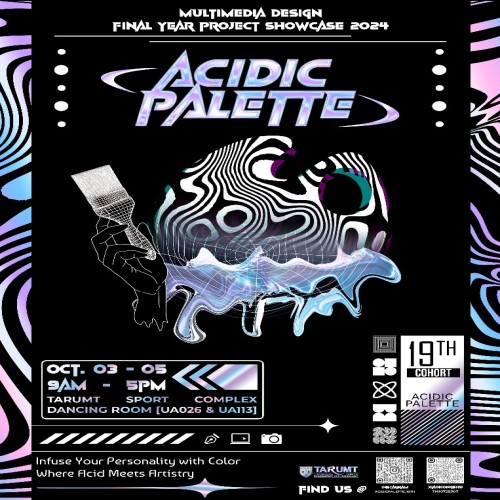 MULTIMEDIA DESIGN
FINAL YEAR PROJECT SHOWCASE 2024
ACIDIC
PALETTE
OCT. 03 - 05
9AM - 5PM
TARUMT SPORT COMPLEX
DANCING ROOM [UA026 & UA113]
19TH
COHORT
ACIDIC
PALETTE
Infuse Your Personality with Color
Where Acid Meets Artistry
TARUMT
FIND US @